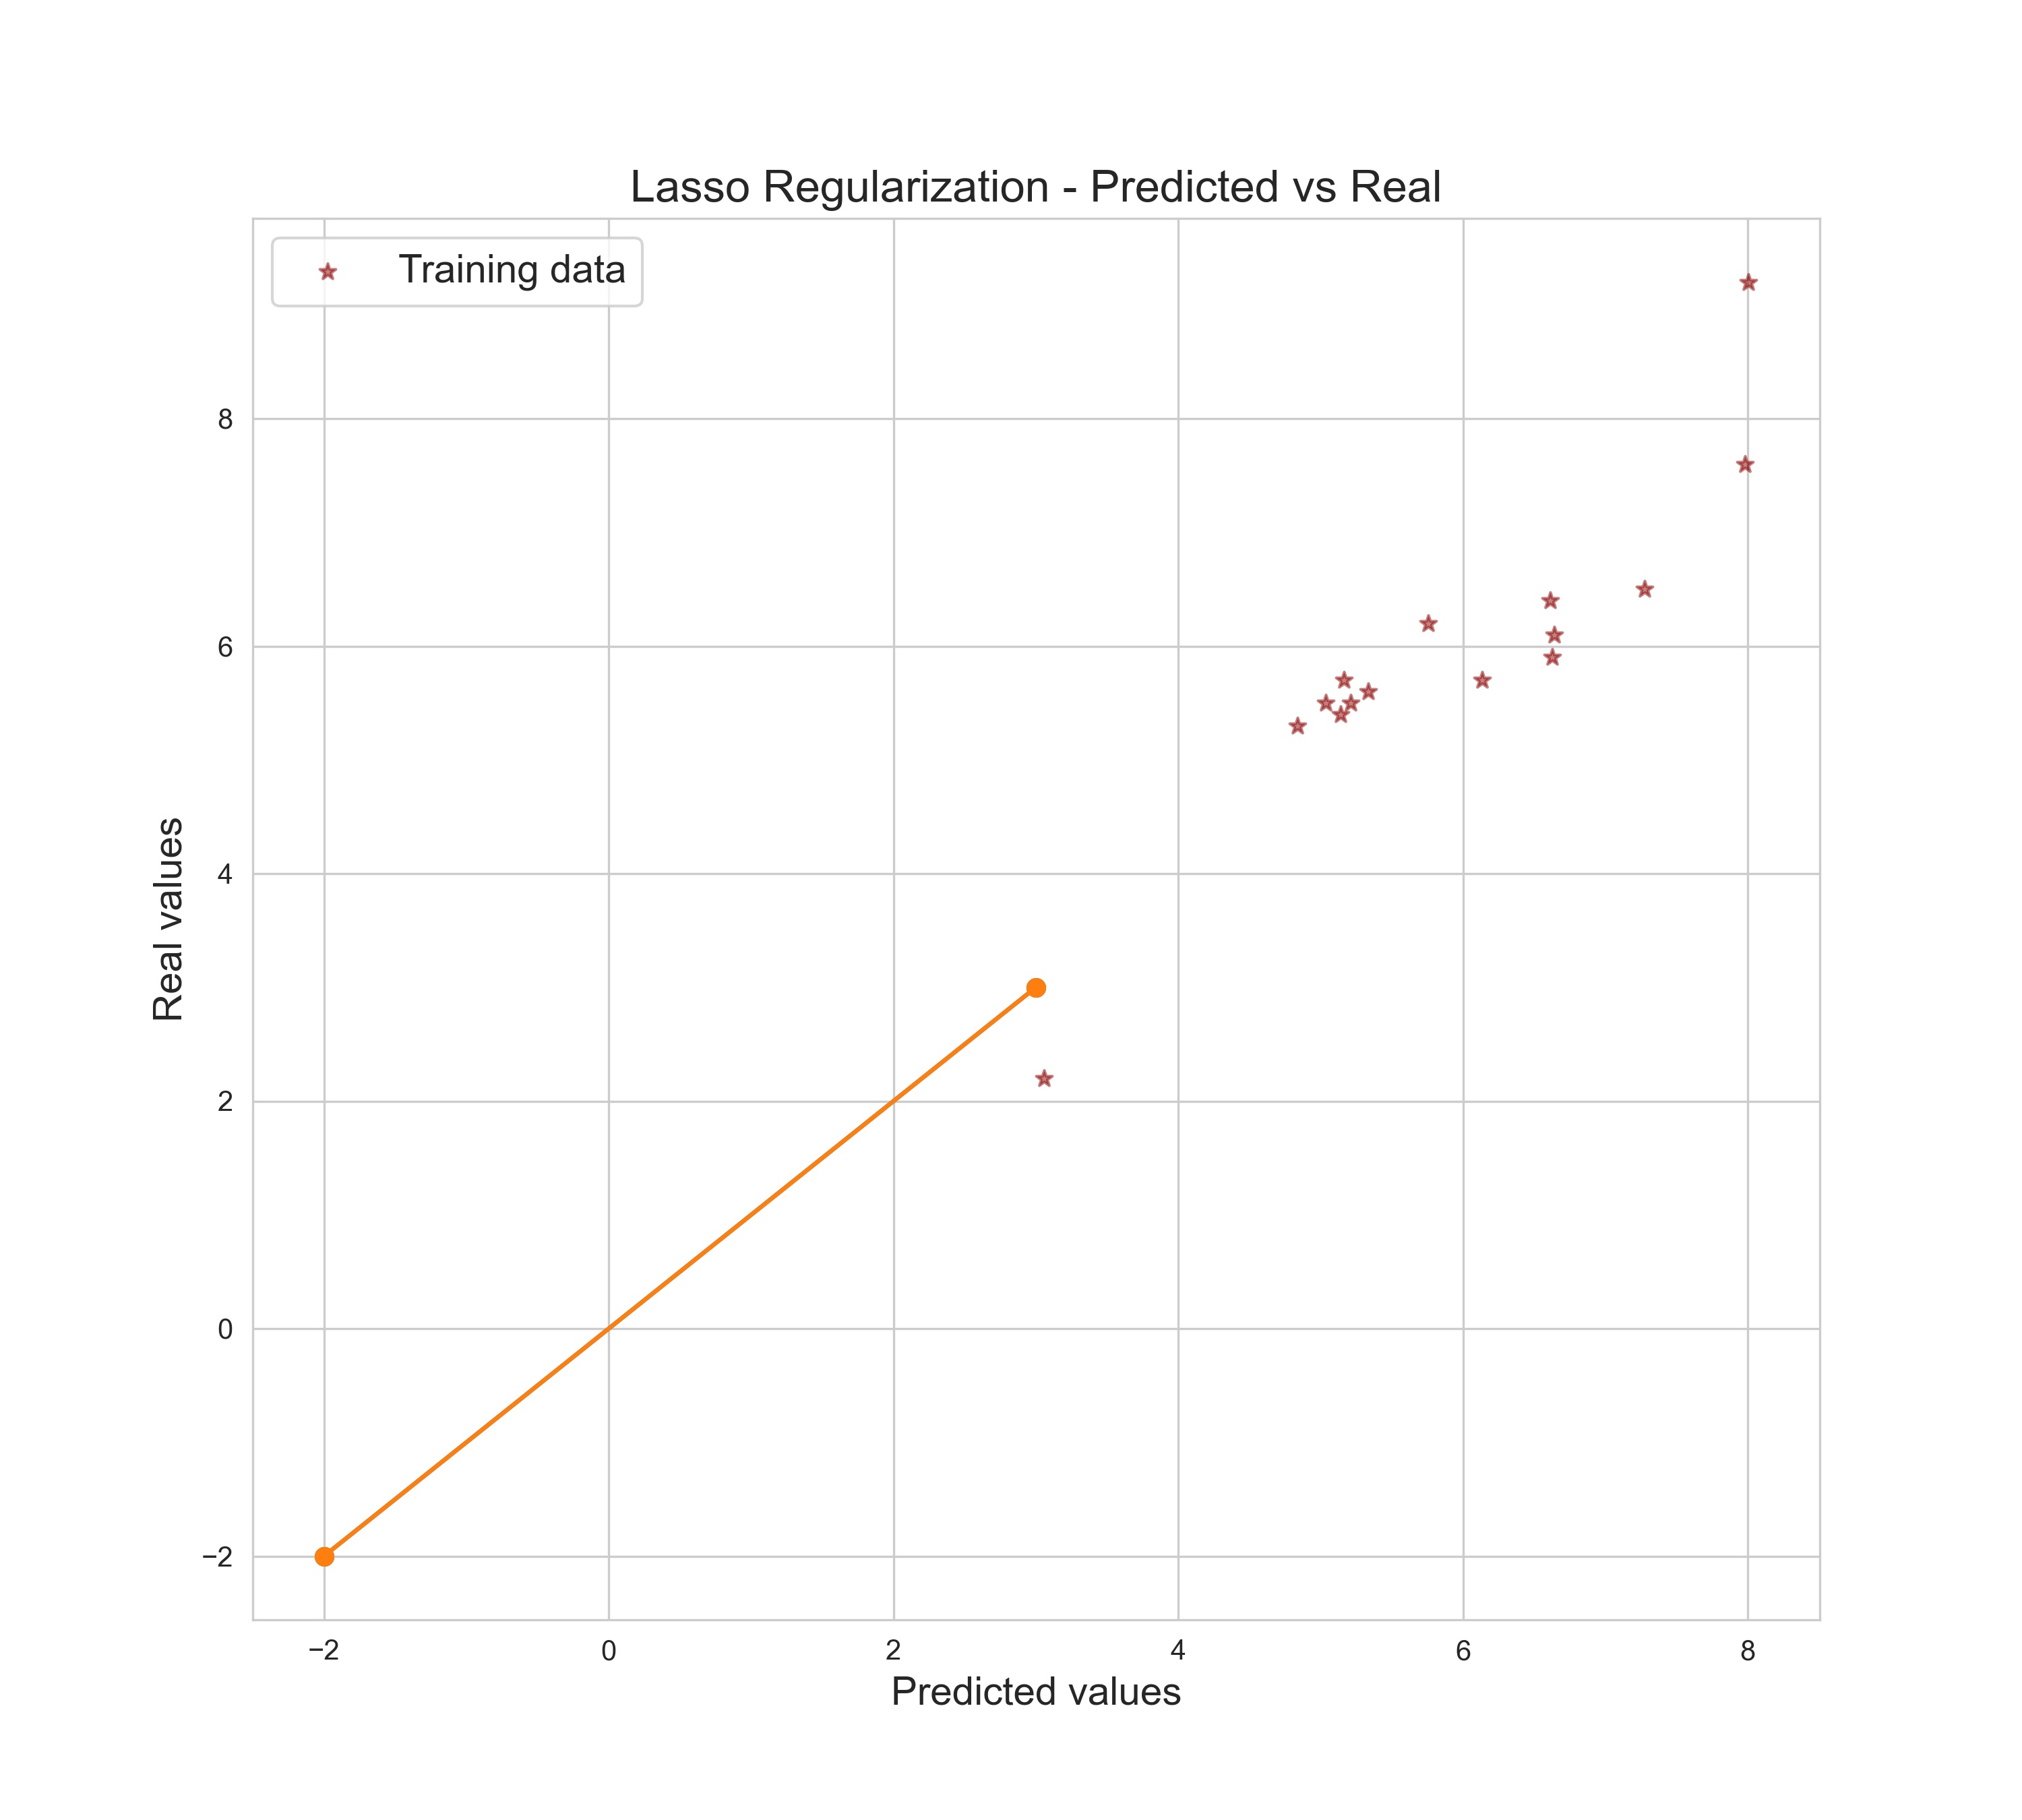 Lasso Regularization - Predicted vs Real
Training data
8
6
4
2
0
−2
Real values
−2 0 2 4 6 8
Predicted values